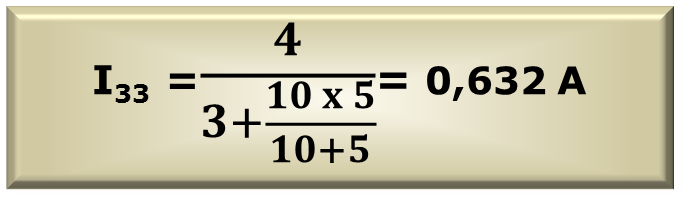 I33 = 4 / (3+ (10 x 5) / (10+5)) = 0,632 A